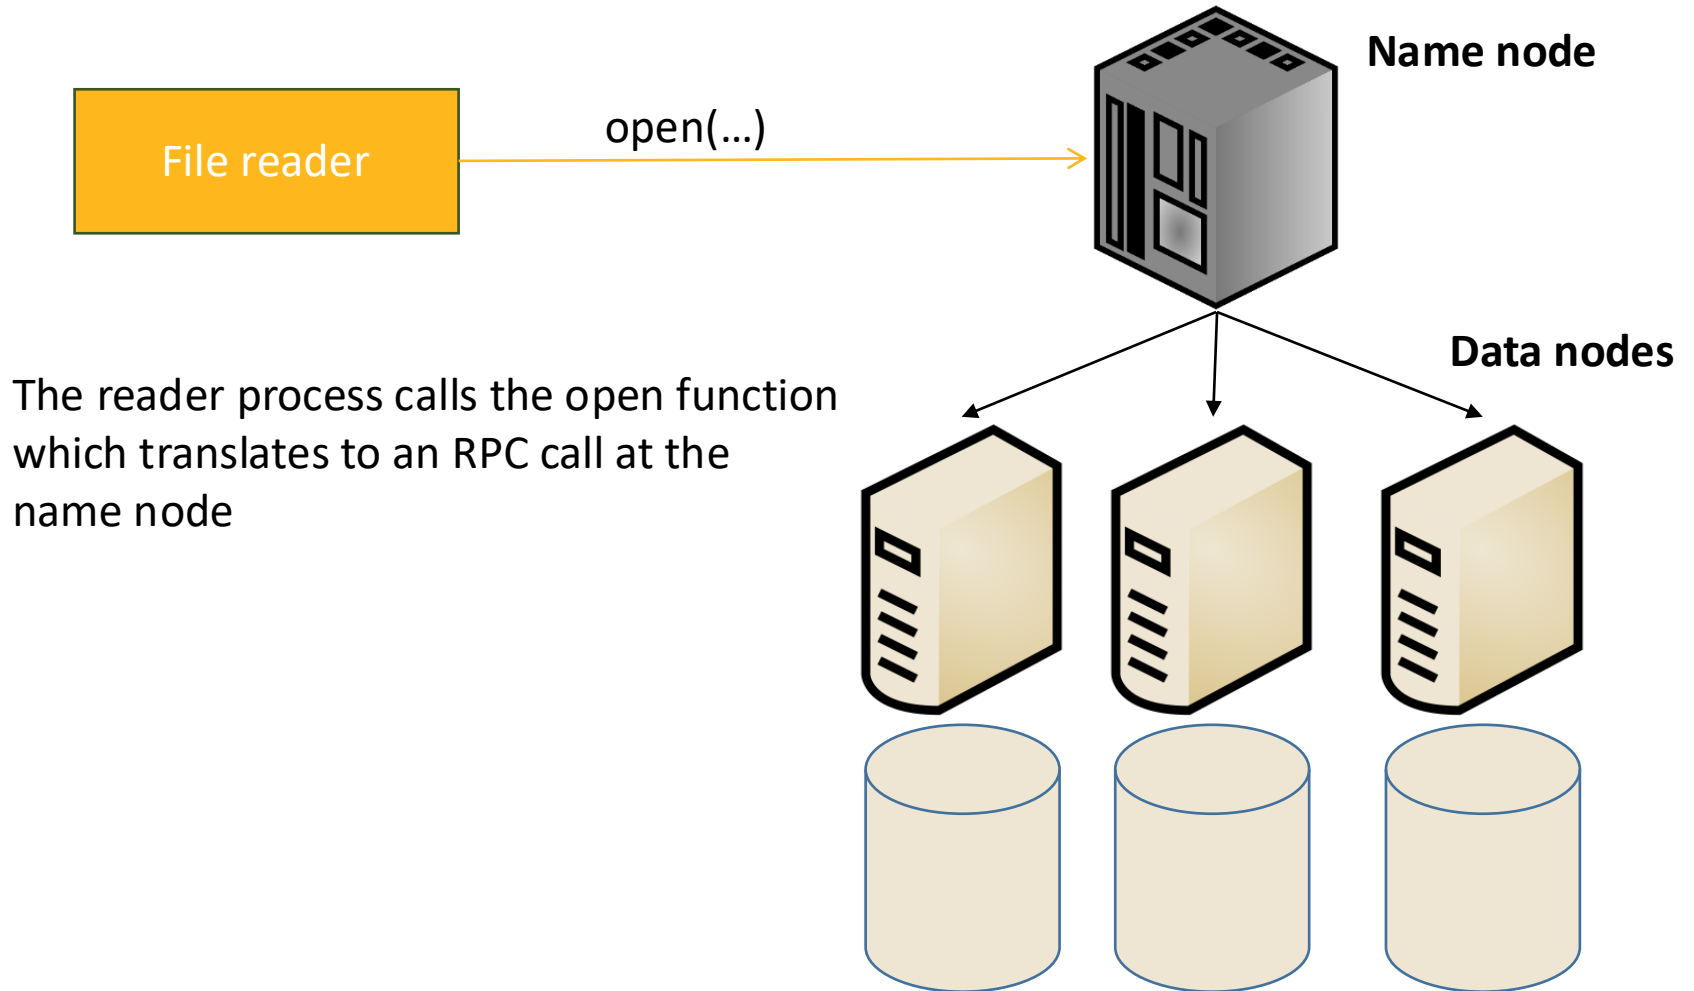 Name node
File reader
open(…)
Data nodes
The reader process calls the open function
which translates to an RPC call at the
name node